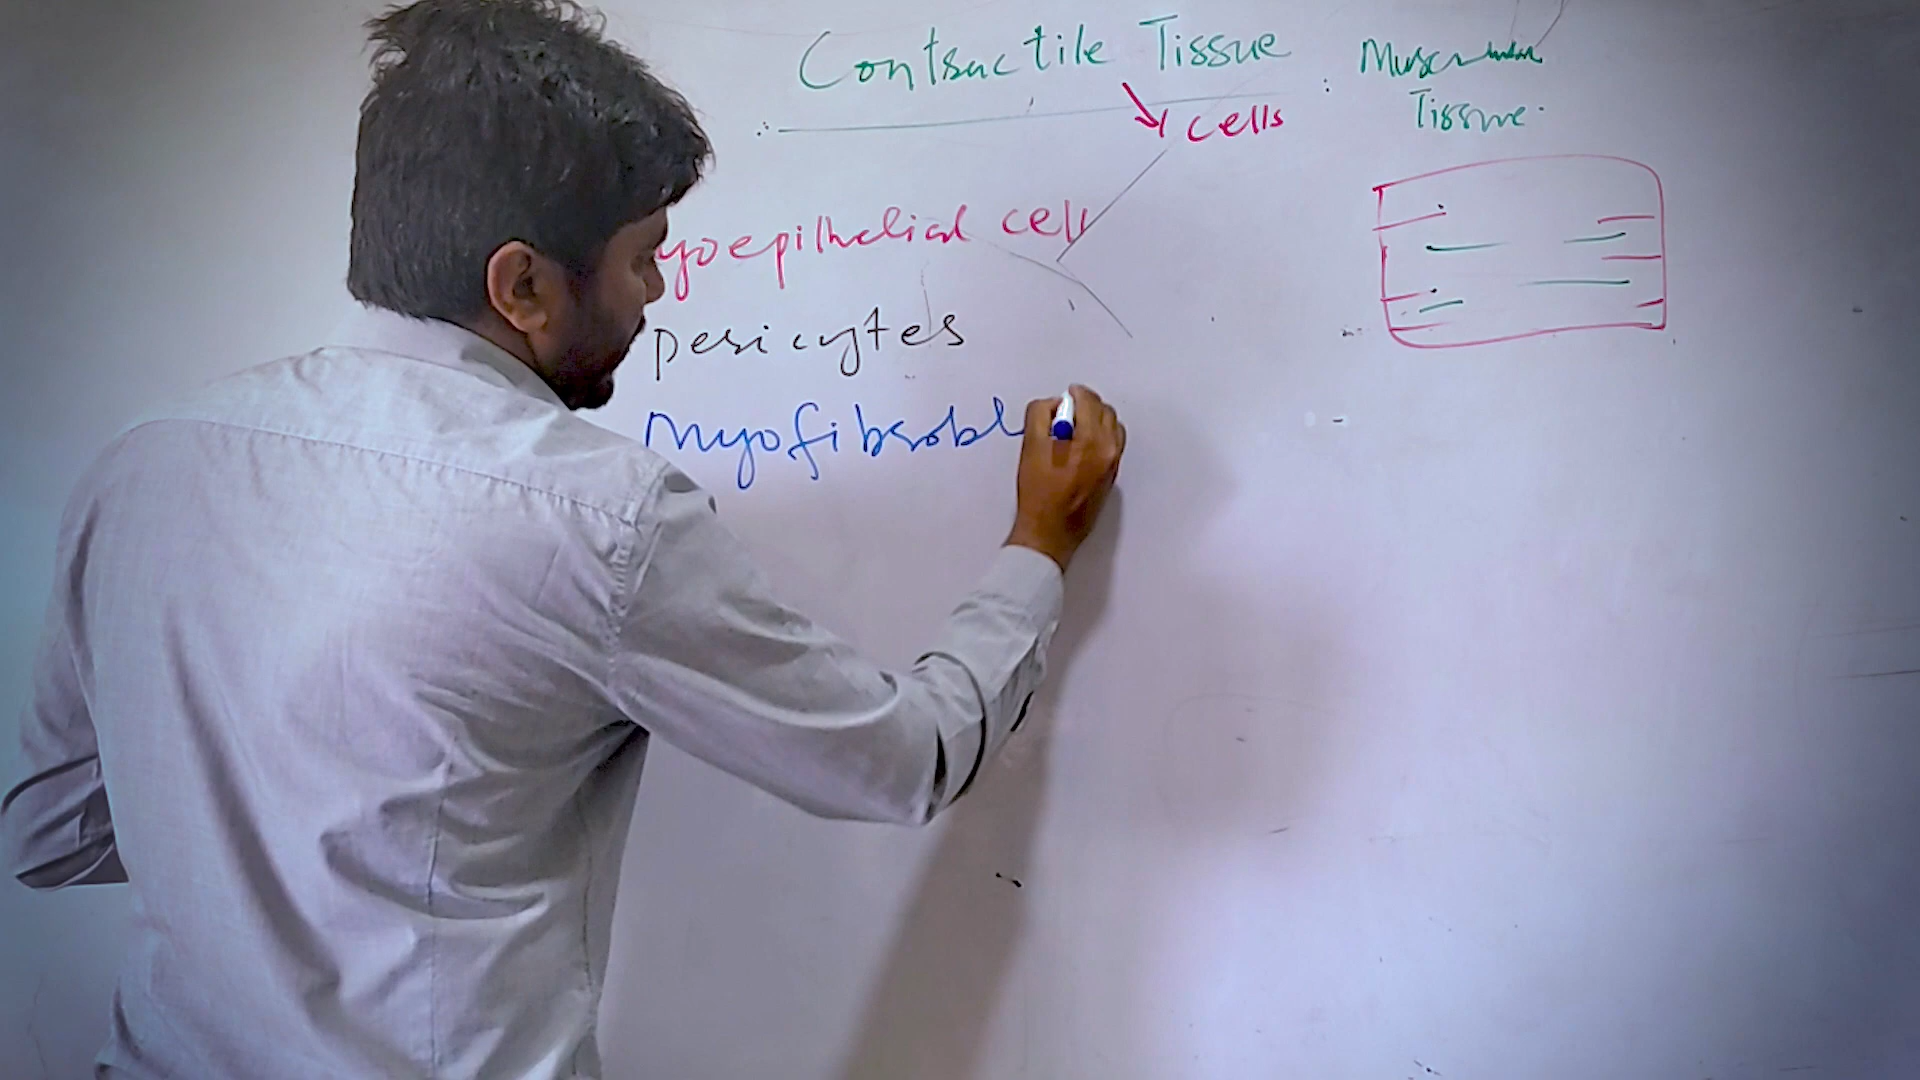 Contractile Tissue : Muscular
Tissue.
cells
yoepithelial cell
pericytes
Myofibrobl